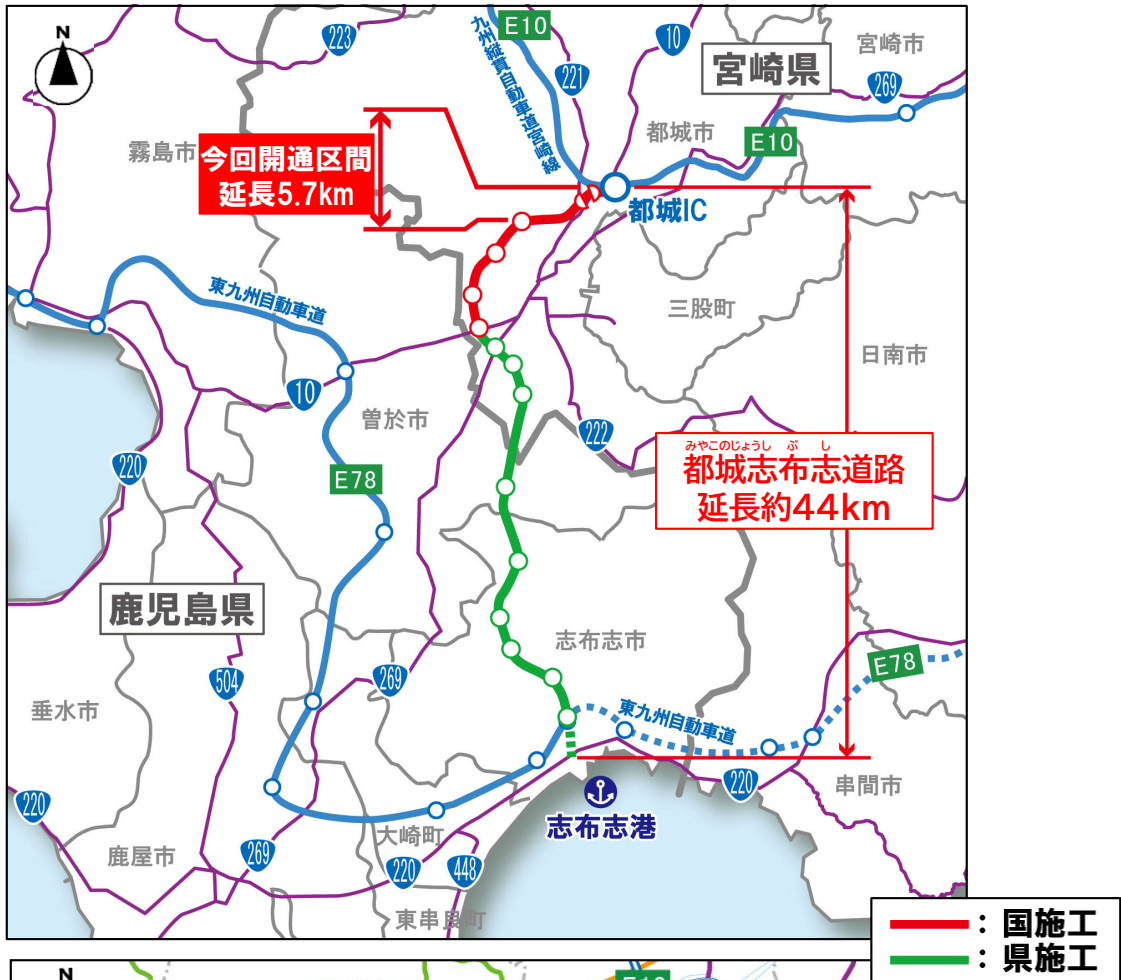 N
223
E10
10
宮崎県
宮崎市
九州縦貫自動車道宮崎線
221
269
都城市
E10
霧島市
今回開通区間
延長5.7km
都城IC
東九州自動車道
三股町
日南市
10
曽於市
222
みやこのじょうしぶし
都城志布志道路
延長約44km
220
E78
鹿児島県
志布志市
E78
504
269
垂水市
東九州自動車道
220
串間市
220
志布志港
大崎町
鹿屋市
269
220
448
東串良町
：国施工
：県施工
N